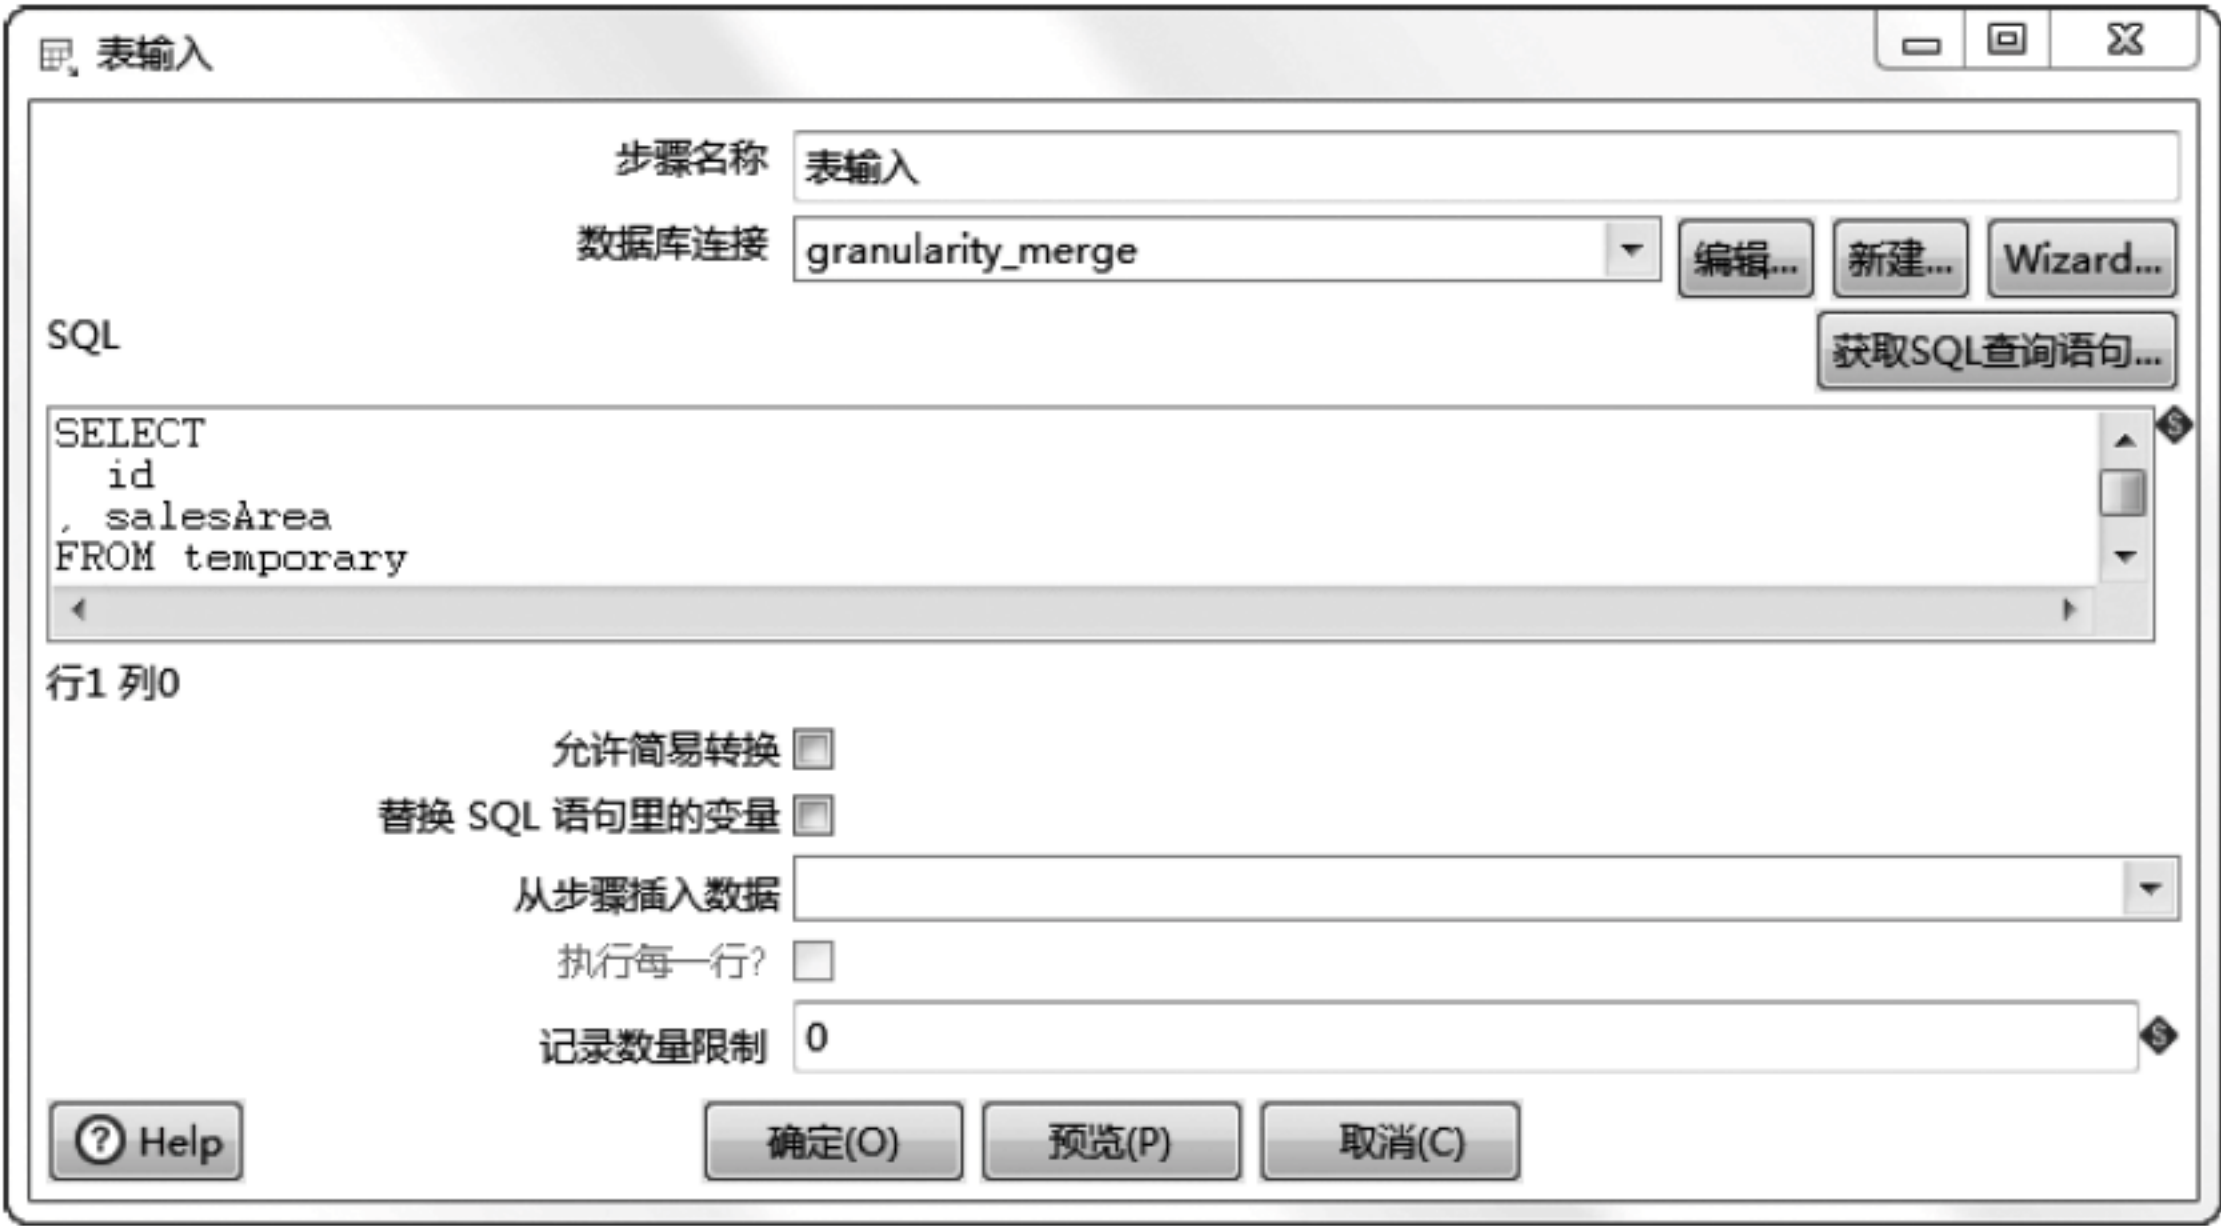 表输入
步骤名称 表输入
数据库连接 granularity_merge 编辑... 新建... Wizard...
SQL 获取SQL查询语句...
SELECT
  id
, salesArea
FROM temporary
行1 列0
允许简易转换
替换 SQL 语句里的变量
从步骤插入数据
执行每一行?
记录数量限制 0
Help 确定(O) 预览(P) 取消(C)